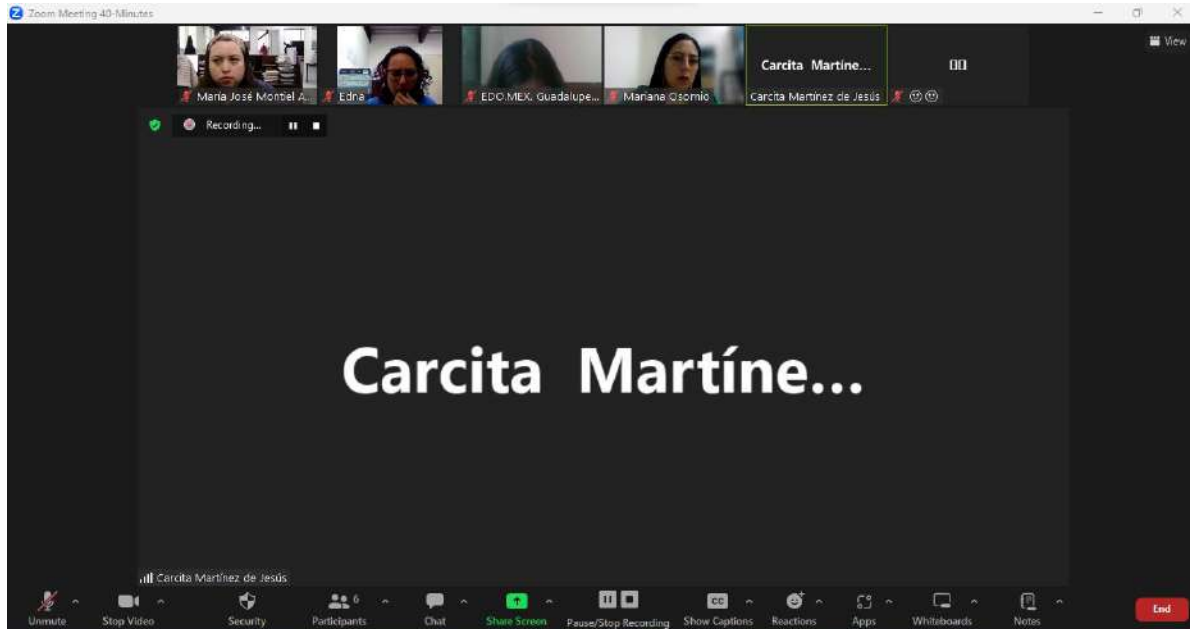 Zoom Meeting 40-Minutes
View
Carcita Martíne...
María José Montiel A...
Edna
EDO.MEX. Guadalupe...
Mariana Osornio
Carcita Martínez de Jesús
Recording...
Carcita Martíne...
Carcita Martínez de Jesús
6
Unmute
Stop Video
Security
Participants
Chat
Share Screen
Pause/Stop Recording
CC
Show Captions
Reactions
Apps
Whiteboards
Notes
End